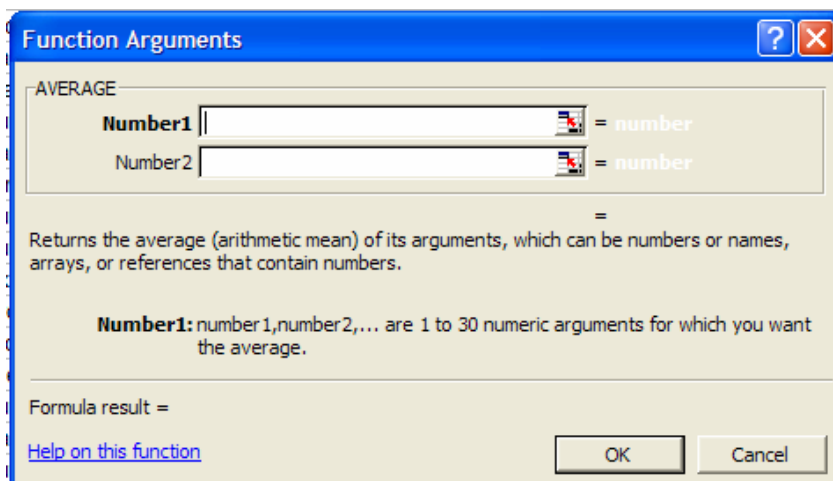 Function Arguments
AVERAGE
Number1 = number
Number2 = number
=
Returns the average (arithmetic mean) of its arguments, which can be numbers or names,
arrays, or references that contain numbers.
Number1: number1,number2,... are 1 to 30 numeric arguments for which you want
the average.
Formula result =
Help on this function
OK Cancel